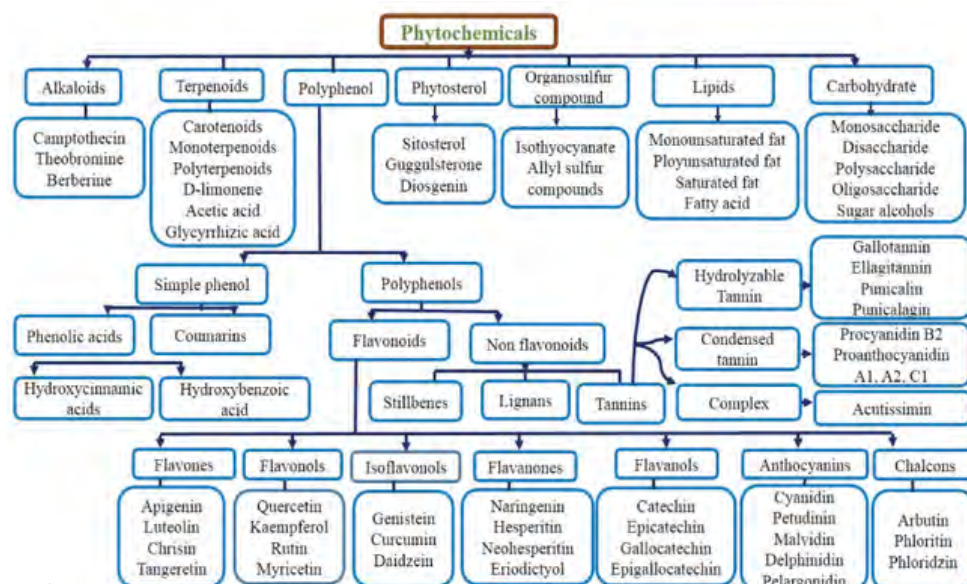 Phytochemicals
Alkaloids
Terpenoids
Polyphenol
Phytosterol
Organosulfur
compound
Lipids
Carbohydrate
Camptothecin
Theobromine
Berberine
Carotenoids
Monoterpenoids
Polyterpenoids
D-limonene
Acetic acid
Glycyrrhizic acid
Sitosterol
Guggulsterone
Diosgenin
Isothyocyanate
Allyl sulfur
compounds
Monounsaturated fat
Ployunsaturated fat
Saturated fat
Fatty acid
Monosaccharide
Disaccharide
Polysaccharide
Oligosaccharide
Sugar alcohols
Simple phenol
Polyphenols
Hydrolyzable
Tannin
Gallotannin
Ellagitannin
Punicalin
Punicalagin
Phenolic acids
Coumarins
Flavonoids
Non flavonoids
Condensed
tannin
Procyanidin B2
Proanthocyanidin
A1, A2, C1
Hydroxycinnamic
acids
Hydroxybenzoic
acid
Stillbenes
Lignans
Tannins
Complex
Acutissimin
Flavones
Flavonols
Isoflavonols
Flavanones
Flavanols
Anthocyanins
Chalcons
Apigenin
Luteolin
Chrisin
Tangeretin
Quercetin
Kaempferol
Rutin
Myricetin
Genistein
Curcumin
Daidzein
Naringenin
Hesperitin
Neohesperitin
Eriodictyol
Catechin
Epicatechin
Gallocatechin
Epigallocatechin
Cyanidin
Petudinin
Malvidin
Delphinidin
Pelargonidin
Arbutin
Phloritin
Phloridzin